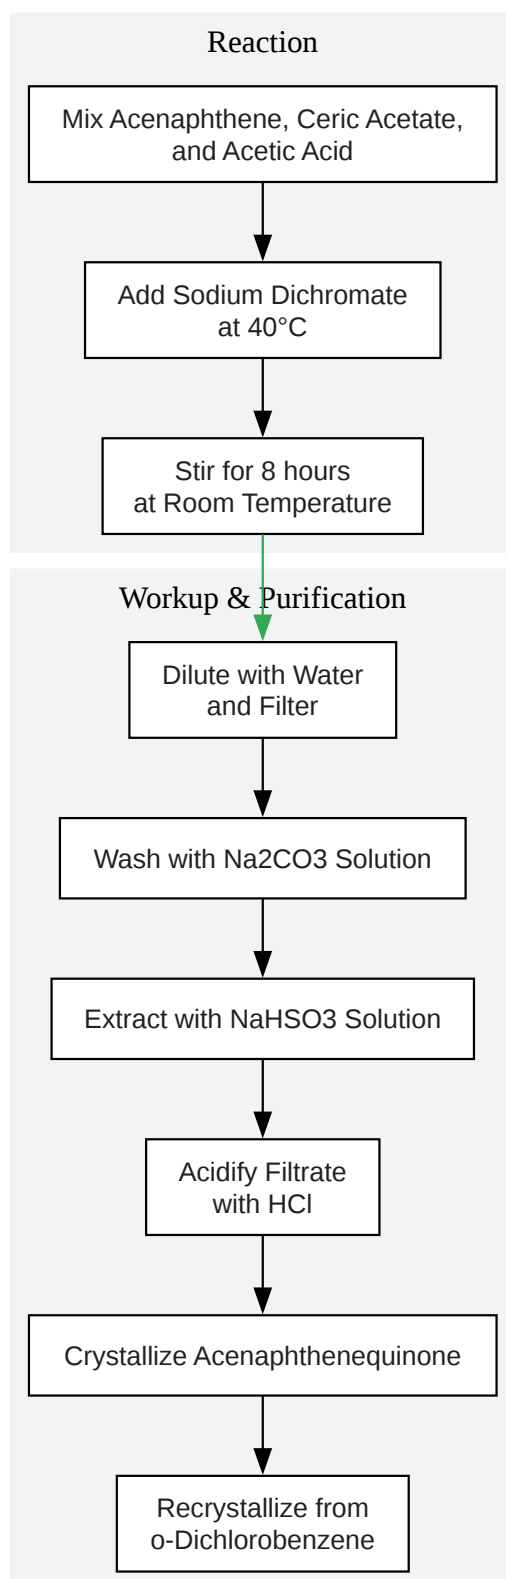 Reaction
Mix Acenaphthene, Ceric Acetate,
and Acetic Acid
Add Sodium Dichromate
at 40°C
Stir for 8 hours
at Room Temperature
Workup & Purification
Dilute with Water
and Filter
Wash with Na2CO3 Solution
Extract with NaHSO3 Solution
Acidify Filtrate
with HCl
Crystallize Acenaphthenequinone
Recrystallize from
o-Dichlorobenzene